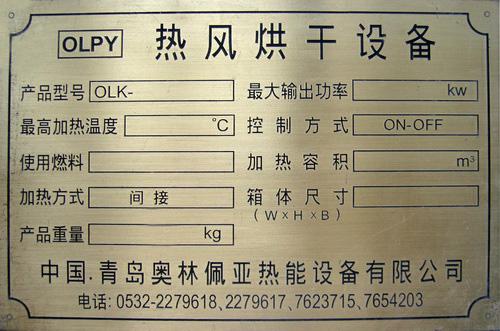 OLPY 热风烘干设备
产品型号 OLK- 最大输出功率 kw
最高加热温度 ℃ 控制方式 ON-OFF
使用燃料 加热容积 m³
加热方式 间接 箱体尺寸
(W×H×B)
产品重量 kg
中国.青岛奥林佩亚热能设备有限公司
电话: 0532-2279618,2279617,7623715,7654203